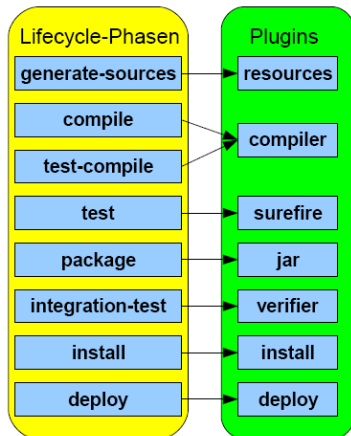 Lifecycle-Phasen
generate-sources
compile
test-compile
test
package
integration-test
install
deploy
Plugins
resources
compiler
surefire
jar
verifier
install
deploy